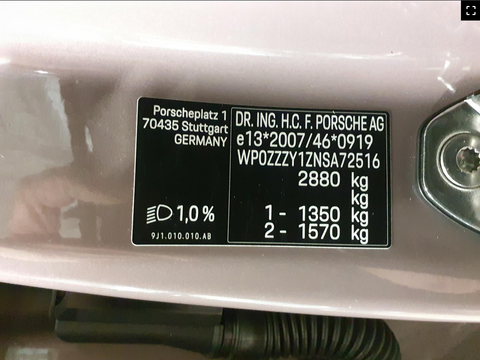 Porscheplatz 1
70435 Stuttgart
GERMANY
1,0 %
9J1.010.010.AB
DR. ING. H.C. F. PORSCHE AG
e13*2007/46*0919
WP0ZZZY1ZNSA72516
2880 kg
kg
1 - 1350 kg
2 - 1570 kg